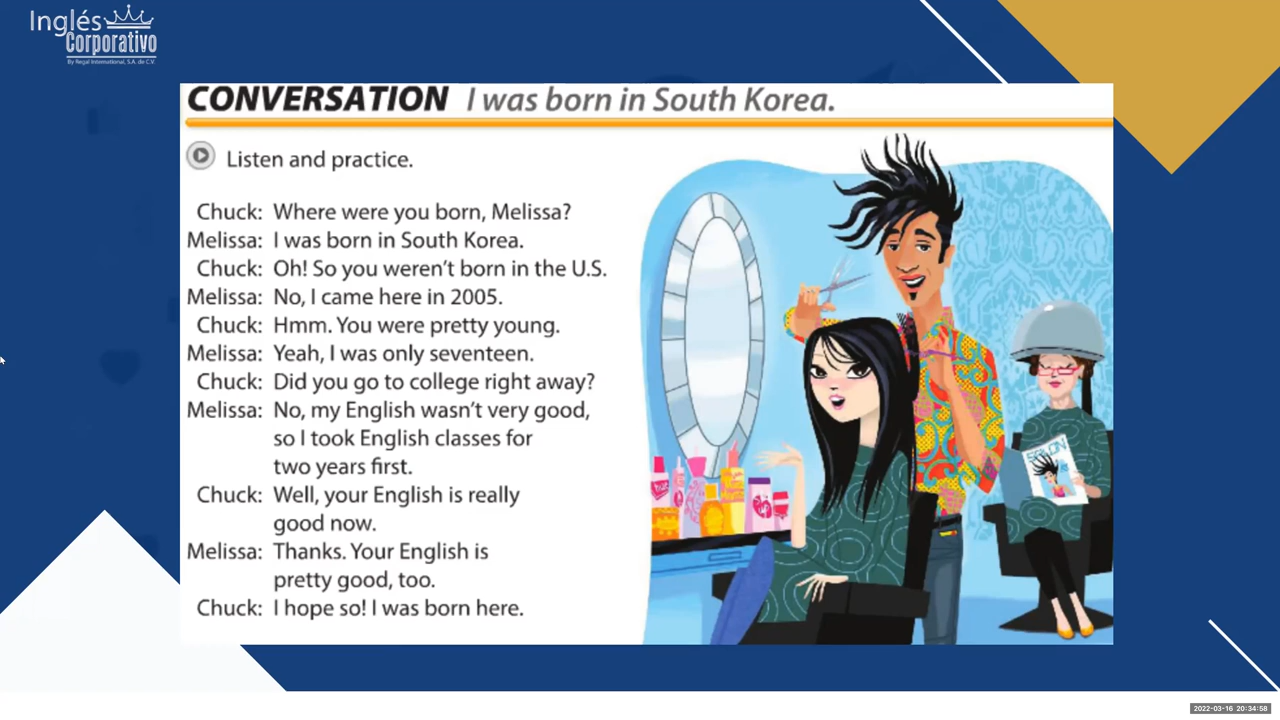 Inglés
Corporativo
By Regal International, S.A. de C.V.
CONVERSATION I was born in South Korea.
Listen and practice.
Chuck: Where were you born, Melissa?
Melissa: I was born in South Korea.
Chuck: Oh! So you weren't born in the U.S.
Melissa: No, I came here in 2005.
Chuck: Hmm. You were pretty young.
Melissa: Yeah, I was only seventeen.
Chuck: Did you go to college right away?
Melissa: No, my English wasn't very good,
so I took English classes for
two years first.
Chuck: Well, your English is really
good now.
Melissa: Thanks. Your English is
pretty good, too.
Chuck: I hope so! I was born here.
SALON
2022-03-16 20:34:58